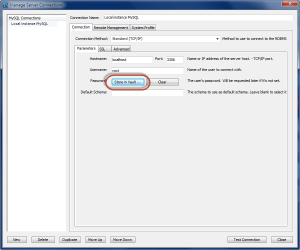 Manage Server Connections
MySQL Connections
Local Instance MySQL
Connection Name: Local Instance MySQL
Connection Remote Management System Profile
Connection Method: Standard (TCP/IP) Method to use to connect to the RDBMS
Parameters SSL Advanced
Hostname: localhost Port: 3306 Name or IP address of the server host. - TCP/IP port.
Username: root Name of the user to connect with.
Password: Store in Vault ... Clear The user's password. Will be requested later if it's not set.
Default Schema: The schema to use as default schema. Leave blank to select it
New Delete Duplicate Move Up Move Down Test Connection Close